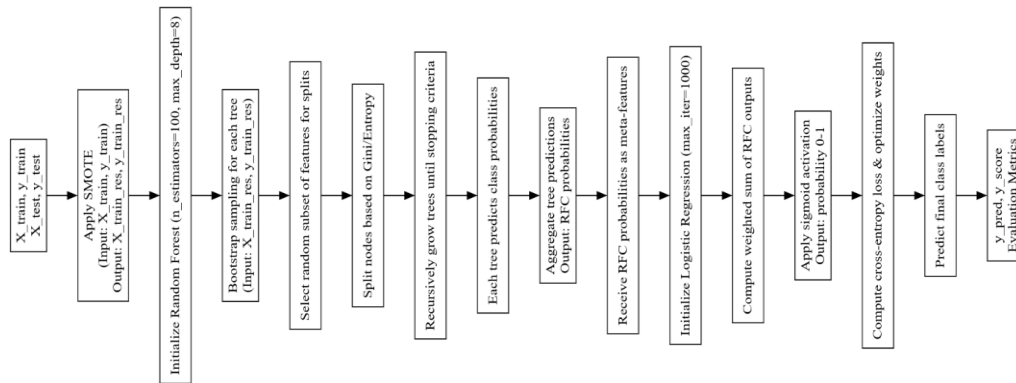 X_train, y_train
X_test, y_test
Apply SMOTE
(Input: X_train, y_train)
Output: X_train_res, y_train_res
Initialize Random Forest (n_estimators=100, max_depth=8)
Bootstrap sampling for each tree
(Input: X_train_res, y_train_res)
Select random subset of features for splits
Split nodes based on Gini/Entropy
Recursively grow trees until stopping criteria
Each tree predicts class probabilities
Aggregate tree predictions
Output: RFC probabilities
Receive RFC probabilities as meta-features
Initialize Logistic Regression (max_iter=1000)
Compute weighted sum of RFC outputs
Apply sigmoid activation
Output: probability 0-1
Compute cross-entropy loss & optimize weights
Predict final class labels
y_pred, y_score
Evaluation Metrics